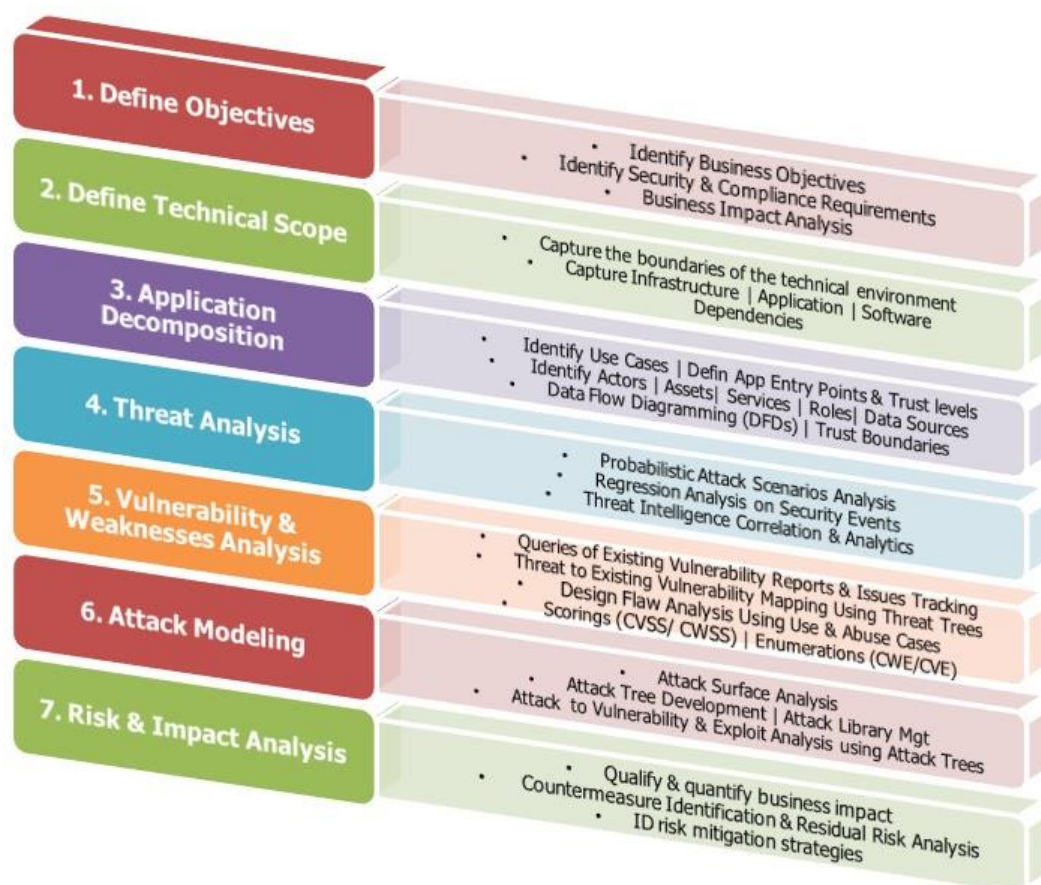 1. Define Objectives
• Identify Business Objectives
• Identify Security & Compliance Requirements
• Business Impact Analysis
2. Define Technical Scope
• Capture the boundaries of the technical environment
• Capture Infrastructure | Application | Software
Dependencies
3. Application
Decomposition
• Identify Use Cases | Defin App Entry Points & Trust levels
• Identify Actors | Assets| Services | Roles| Data Sources
• Data Flow Diagramming (DFDs) | Trust Boundaries
4. Threat Analysis
• Probabilistic Attack Scenarios Analysis
• Regression Analysis on Security Events
• Threat Intelligence Correlation & Analytics
5. Vulnerability &
Weaknesses Analysis
• Queries of Existing Vulnerability Reports & Issues Tracking
• Threat to Existing Vulnerability Mapping Using Threat Trees
• Design Flaw Analysis Using Use & Abuse Cases
• Scorings (CVSS/ CWSS) | Enumerations (CWE/CVE)
6. Attack Modeling
• Attack Surface Analysis
• Attack Tree Development | Attack Library Mgt
• Attack to Vulnerability & Exploit Analysis using Attack Trees
7. Risk & Impact Analysis
• Qualify & quantify business impact
• Countermeasure Identification & Residual Risk Analysis
• ID risk mitigation strategies